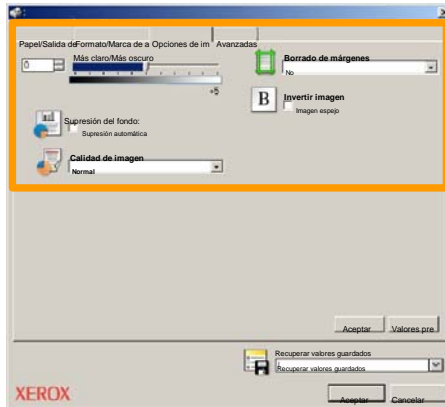 Papel/Salida de Formato/Marca de a Opciones de im Avanzadas
0
Más claro/Más oscuro
+5
Borrado de márgenes
No
B
Invertir imagen
Imagen espejo
Supresión del fondo:
Supresión automática
Calidad de imagen
Normal
Aceptar Valores pre
Recuperar valores guardados
Recuperar valores guardados
XEROX
Aceptar Cancelar